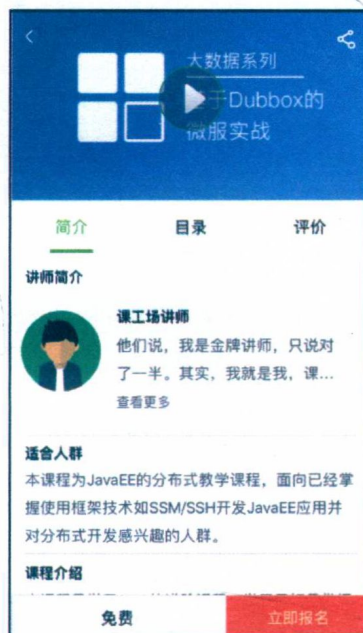 大数据系列
于Dubbox的
微服实战
简介
目录
评价
讲师简介
课工场讲师
他们说，我是金牌讲师，只说对
了一半。其实，我就是我，课...
查看更多
适合人群
本课程为JavaEE的分布式教学课程，面向已经掌
握使用框架技术如SSM/SSH开发JavaEE应用并
对分布式开发感兴趣的人群。
课程介绍
免费
立即报名